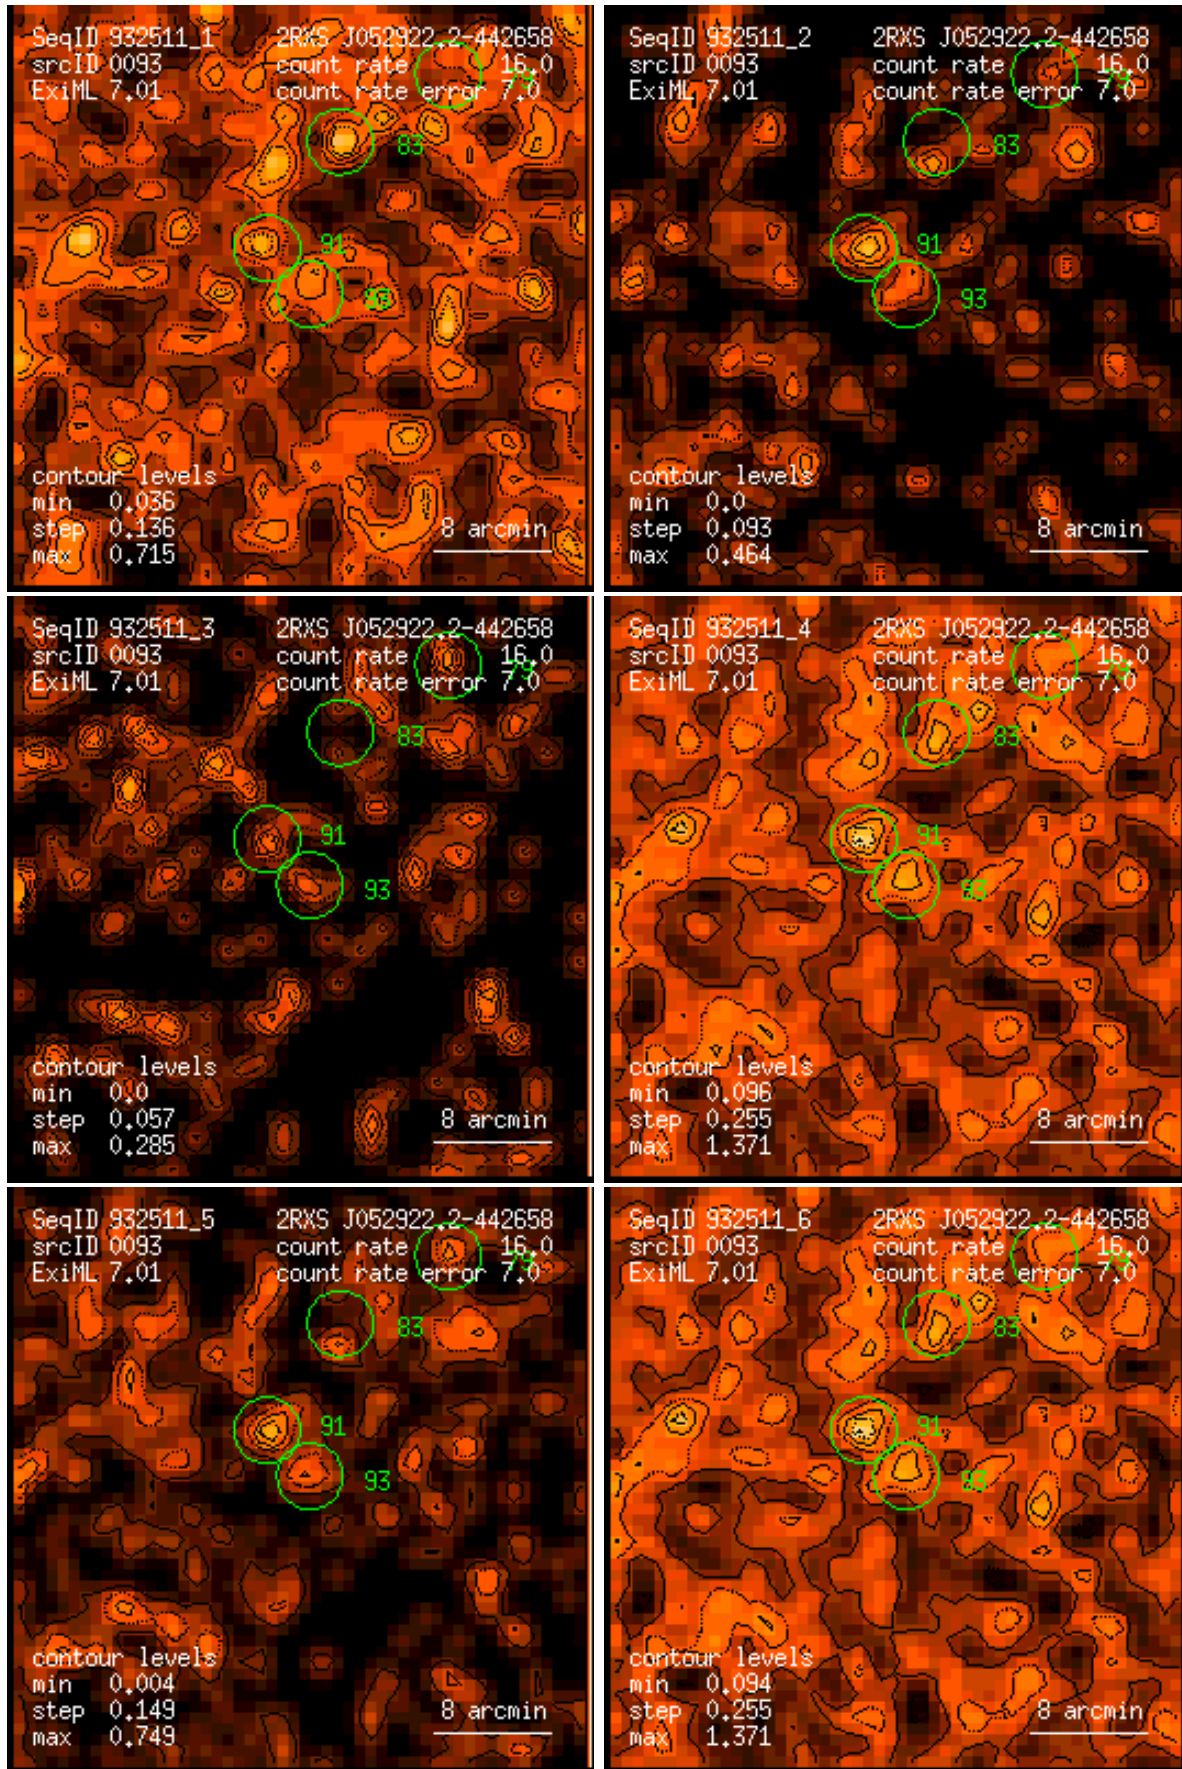 SeqID 932511_1 2RXS J052922.2-442658
srcID 0093 count rate 16.0
ExiML 7.01 count rate error 7.0
79
83
91
93
contour levels
min 0.036
step 0.136
max 0.715
8 arcmin
SeqID 932511_2 2RXS J052922.2-442658
srcID 0093 count rate 16.0
ExiML 7.01 count rate error 7.0
79
83
91
93
contour levels
min 0.0
step 0.093
max 0.464
8 arcmin
SeqID 932511_3 2RXS J052922.2-442658
srcID 0093 count rate 16.0
ExiML 7.01 count rate error 7.0
79
83
91
93
contour levels
min 0.0
step 0.057
max 0.285
8 arcmin
SeqID 932511_4 2RXS J052922.2-442658
srcID 0093 count rate 16.0
ExiML 7.01 count rate error 7.0
79
83
91
93
contour levels
min 0.096
step 0.255
max 1.371
8 arcmin
SeqID 932511_5 2RXS J052922.2-442658
srcID 0093 count rate 16.0
ExiML 7.01 count rate error 7.0
79
83
91
93
contour levels
min 0.004
step 0.149
max 0.749
8 arcmin
SeqID 932511_6 2RXS J052922.2-442658
srcID 0093 count rate 16.0
ExiML 7.01 count rate error 7.0
79
83
91
93
contour levels
min 0.094
step 0.255
max 1.371
8 arcmin